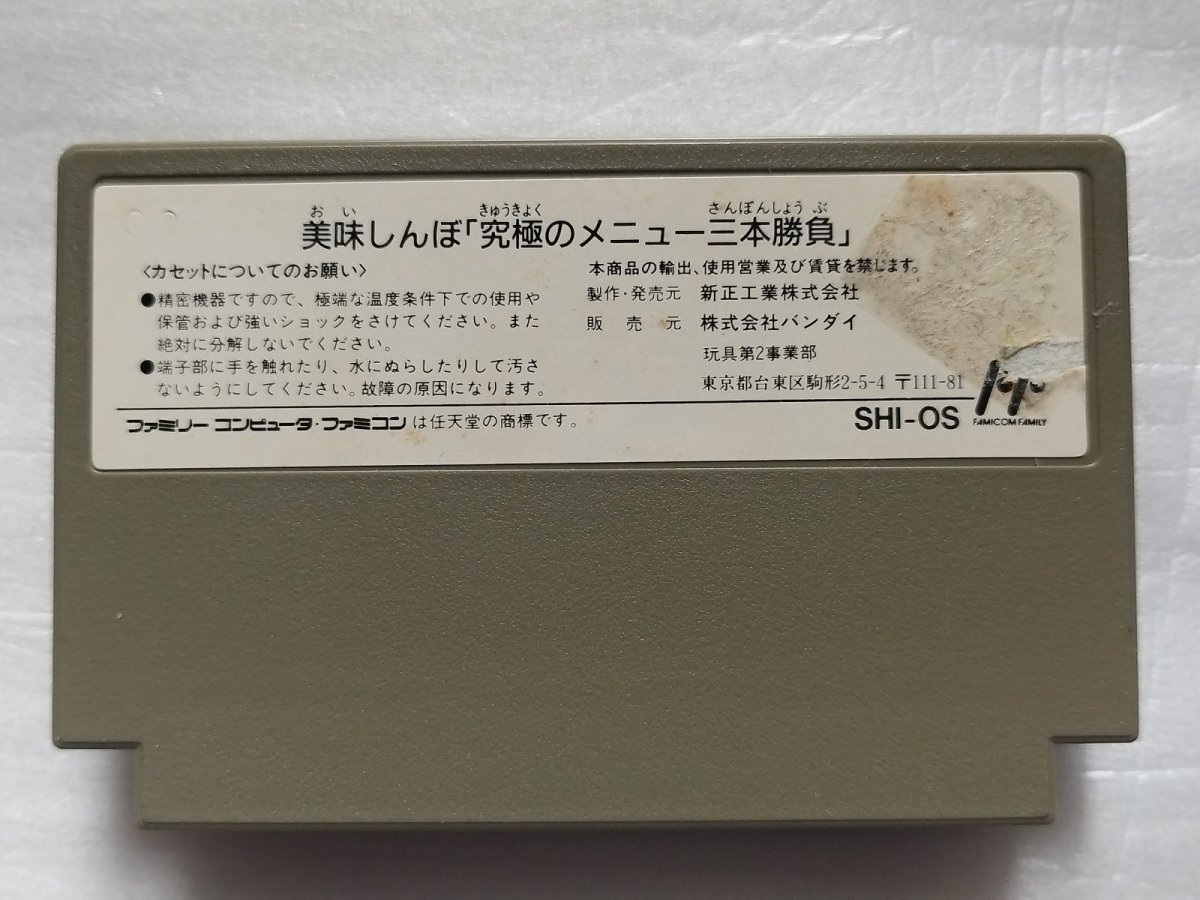 おい きゅうきょく さんぼんしょうぶ
美味しんぼ「究極のメニュー三本勝負」
〈カセットについてのお願い〉
●精密機器ですので、極端な温度条件下での使用や
保管および強いショックをさけてください。また
絶対に分解しないでください。
●端子部に手を触れたり、水にぬらしたりして汚さ
ないようにしてください。故障の原因になります。
本商品の輸出、使用営業及び賃貸を禁じます。
製作・発売元 新正工業株式会社
販売元 株式会社バンダイ
玩具第2事業部
東京都台東区駒形2-5-4 〒111-81
ファミリーコンピュータ・ファミコンは任天堂の商標です。
SHI-OS
FAMICOM FAMILY